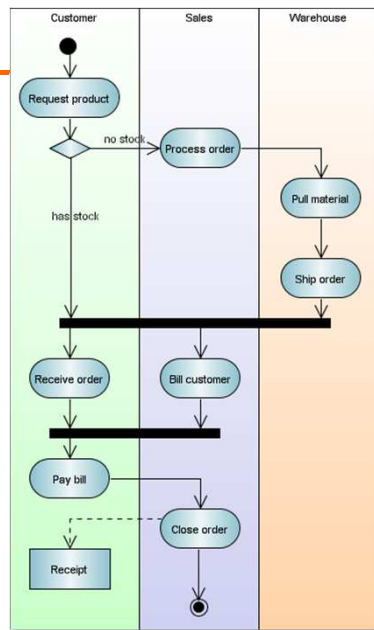 Customer
Sales
Warehouse
Request product
no stock
Process order
Pull material
has stock
Ship order
Receive order
Bill customer
Pay bill
Close order
Receipt